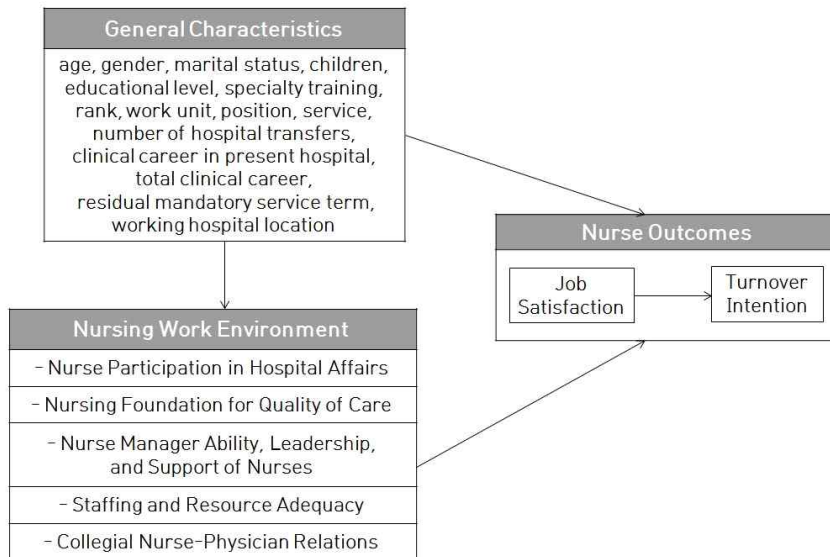 General Characteristics
age, gender, marital status, children,
educational level, specialty training,
rank, work unit, position, service,
number of hospital transfers,
clinical career in present hospital,
total clinical career,
residual mandatory service term,
working hospital location
Nurse Outcomes
Job
Satisfaction
Turnover
Intention
Nursing Work Environment
- Nurse Participation in Hospital Affairs
- Nursing Foundation for Quality of Care
- Nurse Manager Ability, Leadership,
and Support of Nurses
- Staffing and Resource Adequacy
- Collegial Nurse-Physician Relations